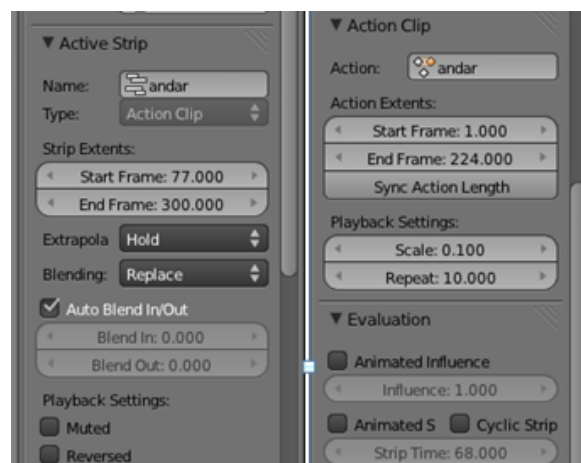 Active Strip
Name: andar
Type: Action Clip
Strip Extents:
Start Frame: 77.000
End Frame: 300.000
Extrapola Hold
Blending: Replace
Auto Blend In/Out
Blend In: 0.000
Blend Out: 0.000
Playback Settings:
Muted
Reversed
Action Clip
Action: andar
Action Extents:
Start Frame: 1.000
End Frame: 224.000
Sync Action Length
Playback Settings:
Scale: 0.100
Repeat: 10.000
Evaluation
Animated Influence
Influence: 1.000
Animated S Cyclic Strip
Strip Time: 68.000